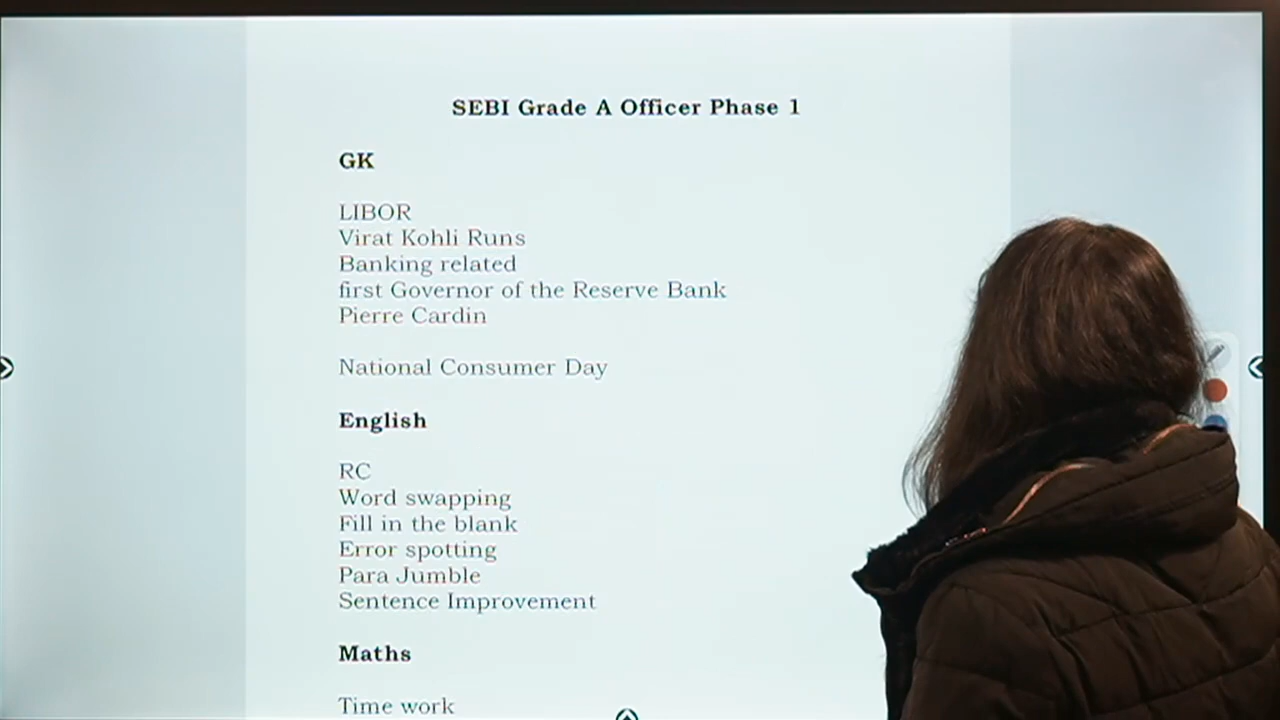 SEBI Grade A Officer Phase 1
GK
LIBOR
Virat Kohli Runs
Banking related
first Governor of the Reserve Bank
Pierre Cardin
National Consumer Day
English
RC
Word swapping
Fill in the blank
Error spotting
Para Jumble
Sentence Improvement
Maths
Time work